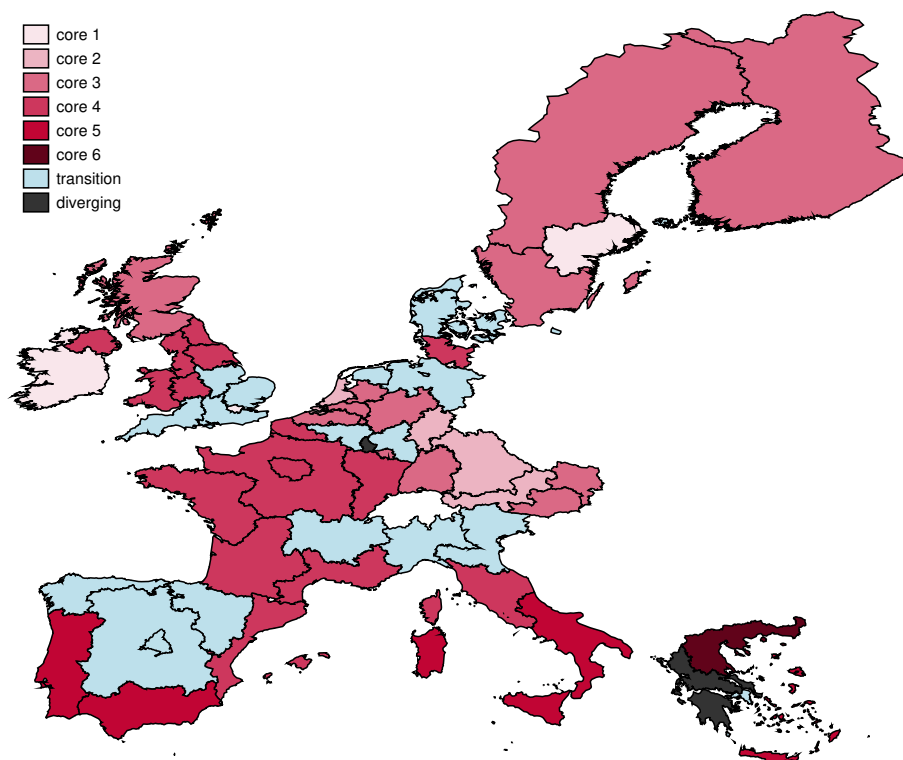 core 1
core 2
core 3
core 4
core 5
core 6
transition
diverging